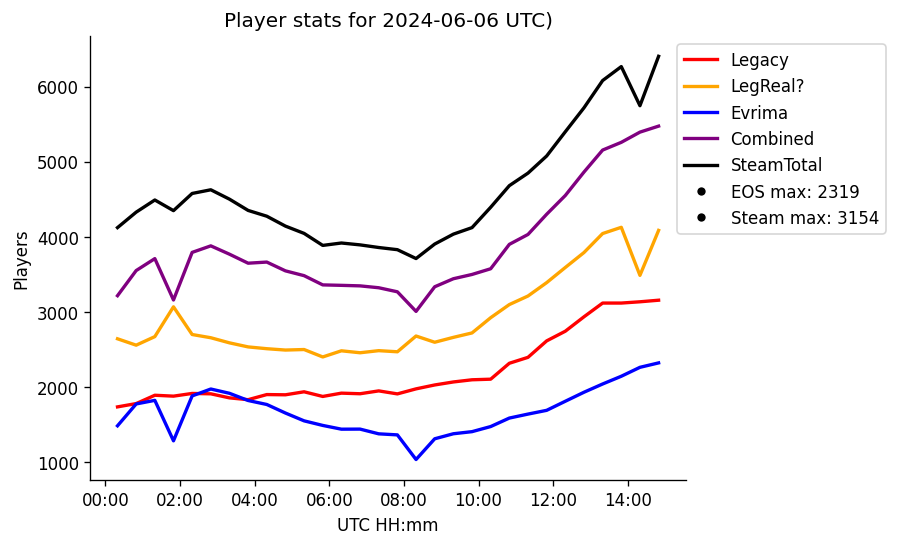 Player stats for 2024-06-06 UTC)
Legacy
LegReal?
Evrima
Combined
SteamTotal
EOS max: 2319
Steam max: 3154
Players
6000
5000
4000
3000
2000
1000
00:00 02:00 04:00 06:00 08:00 10:00 12:00 14:00
UTC HH:mm